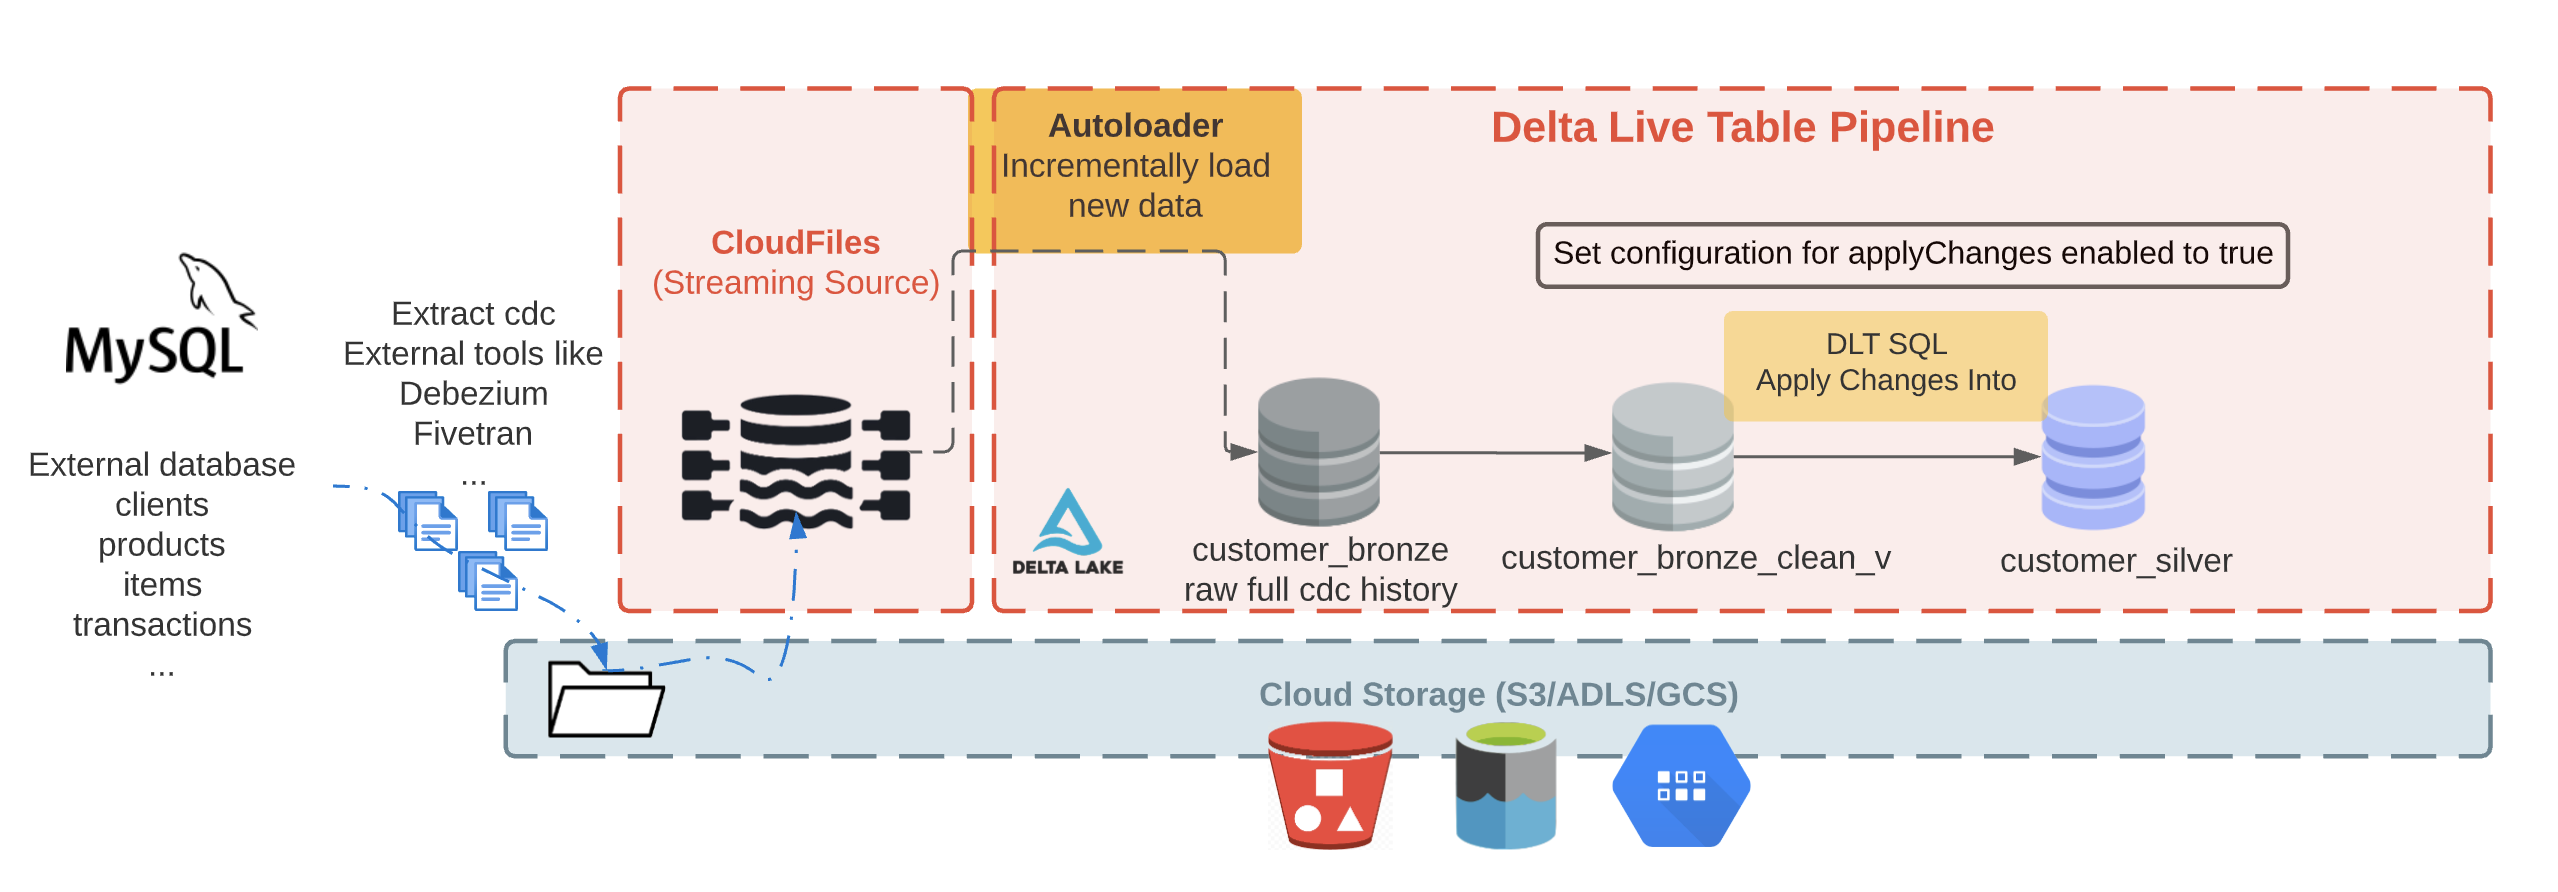 MySQL
External database
clients
products
items
transactions
...
Extract cdc
External tools like
Debezium
Fivetran
...
CloudFiles
(Streaming Source)
Autoloader
Incrementally load
new data
Delta Live Table Pipeline
Set configuration for applyChanges enabled to true
DLT SQL
Apply Changes Into
DELTA LAKE
customer_bronze
raw full cdc history
customer_bronze_clean_v
customer_silver
Cloud Storage (S3/ADLS/GCS)